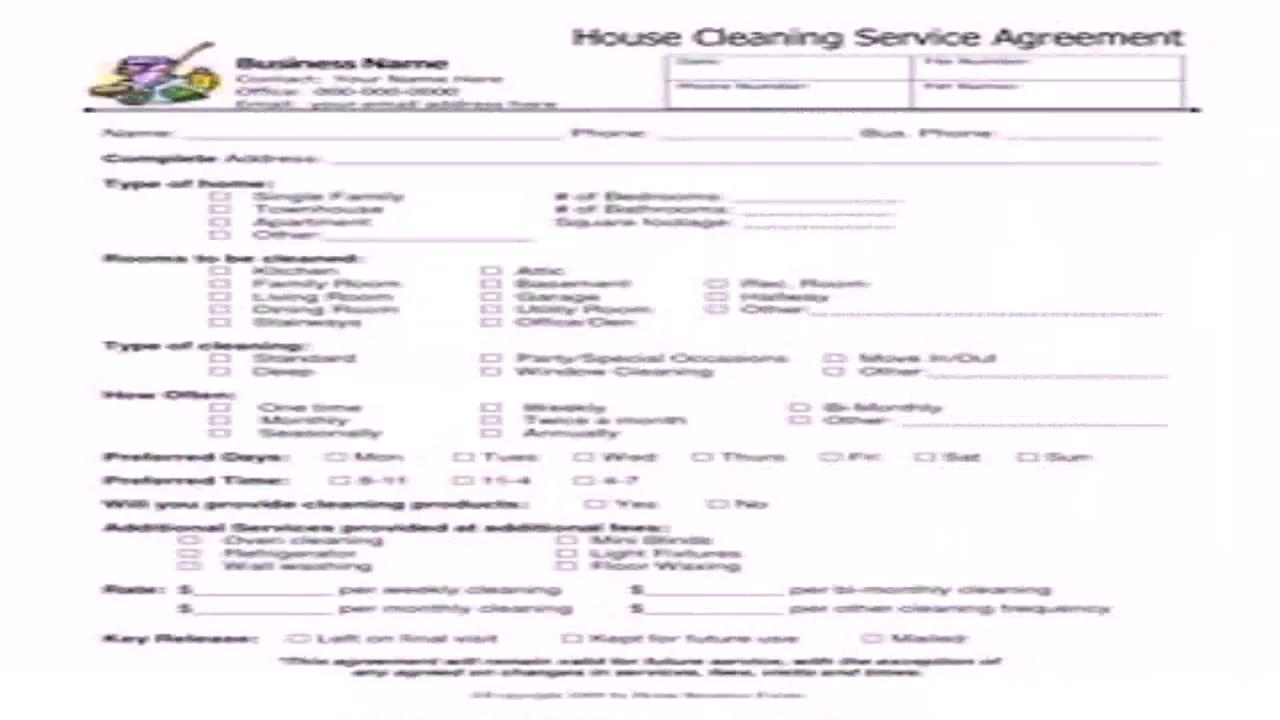 House Cleaning Service Agreement
Business Name
Contact: Your Name Here
Office: 000-000-0000
Email: your email address here
Date:
File Number:
Phone Number:
Name: Phone: Bus. Phone:
Complete Address:
Type of home:
Single Family # of Bedrooms:
Townhouse # of Bathrooms:
Apartment Square footage:
Other:
Rooms to be cleaned:
Kitchen Attic
Family Room Basement Rec. Room
Living Room Garage Hallway
Dining Room Utility Room Other:
Stairways Office/Den
Type of cleaning:
Standard Party/Special Occasions Move In/Out
Deep Window Cleaning Other:
How Often:
One time Weekly Bi-Monthly
Monthly Twice a month Other:
Seasonally Annually
Preferred Days: Mon Tues Wed Thurs Fri Sat Sun
Preferred Time: 8-11 11-4 4-7
Will you provide cleaning products: Yes No
Additional Services provided at additional fees:
Oven cleaning Mini Blinds
Refrigerator Light Fixtures
Wall washing Floor Waxing
Rate: $ per weekly cleaning $ per bi-monthly cleaning
$ per monthly cleaning $ per other cleaning frequency
Key Release: Left on final visit Kept for future use Mailed
*This agreement will remain valid for future service, with the exception of
any agreed on changes in services, fees, visits and times.